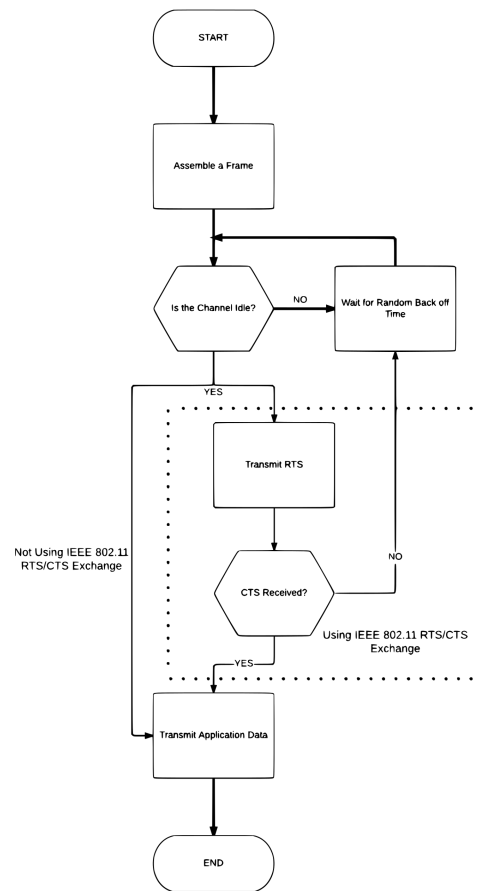 START
Assemble a Frame
Is the Channel Idle?
NO
Wait for Random Back off
Time
YES
Transmit RTS
Not Using IEEE 802.11
RTS/CTS Exchange
NO
CTS Received?
Using IEEE 802.11 RTS/CTS
Exchange
YES
Transmit Application Data
END